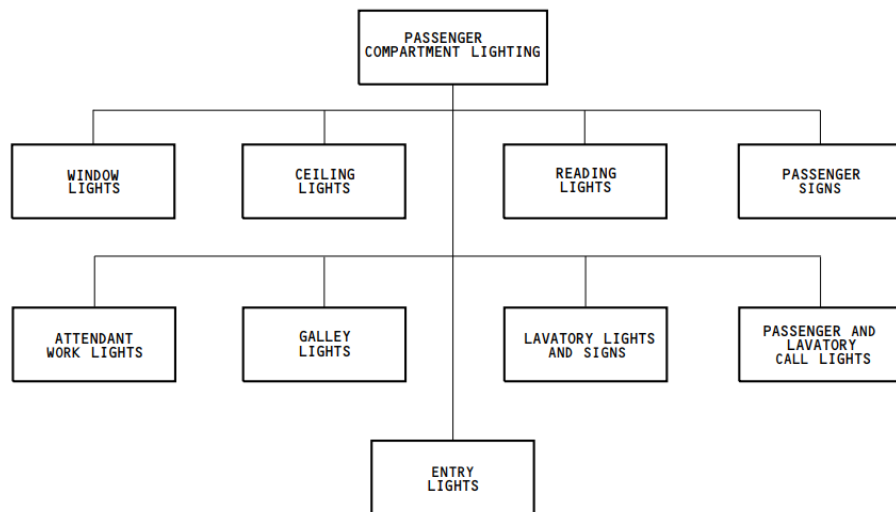 PASSENGER
COMPARTMENT LIGHTING
WINDOW
LIGHTS
CEILING
LIGHTS
READING
LIGHTS
PASSENGER
SIGNS
ATTENDANT
WORK LIGHTS
GALLEY
LIGHTS
LAVATORY LIGHTS
AND SIGNS
PASSENGER AND
LAVATORY
CALL LIGHTS
ENTRY
LIGHTS